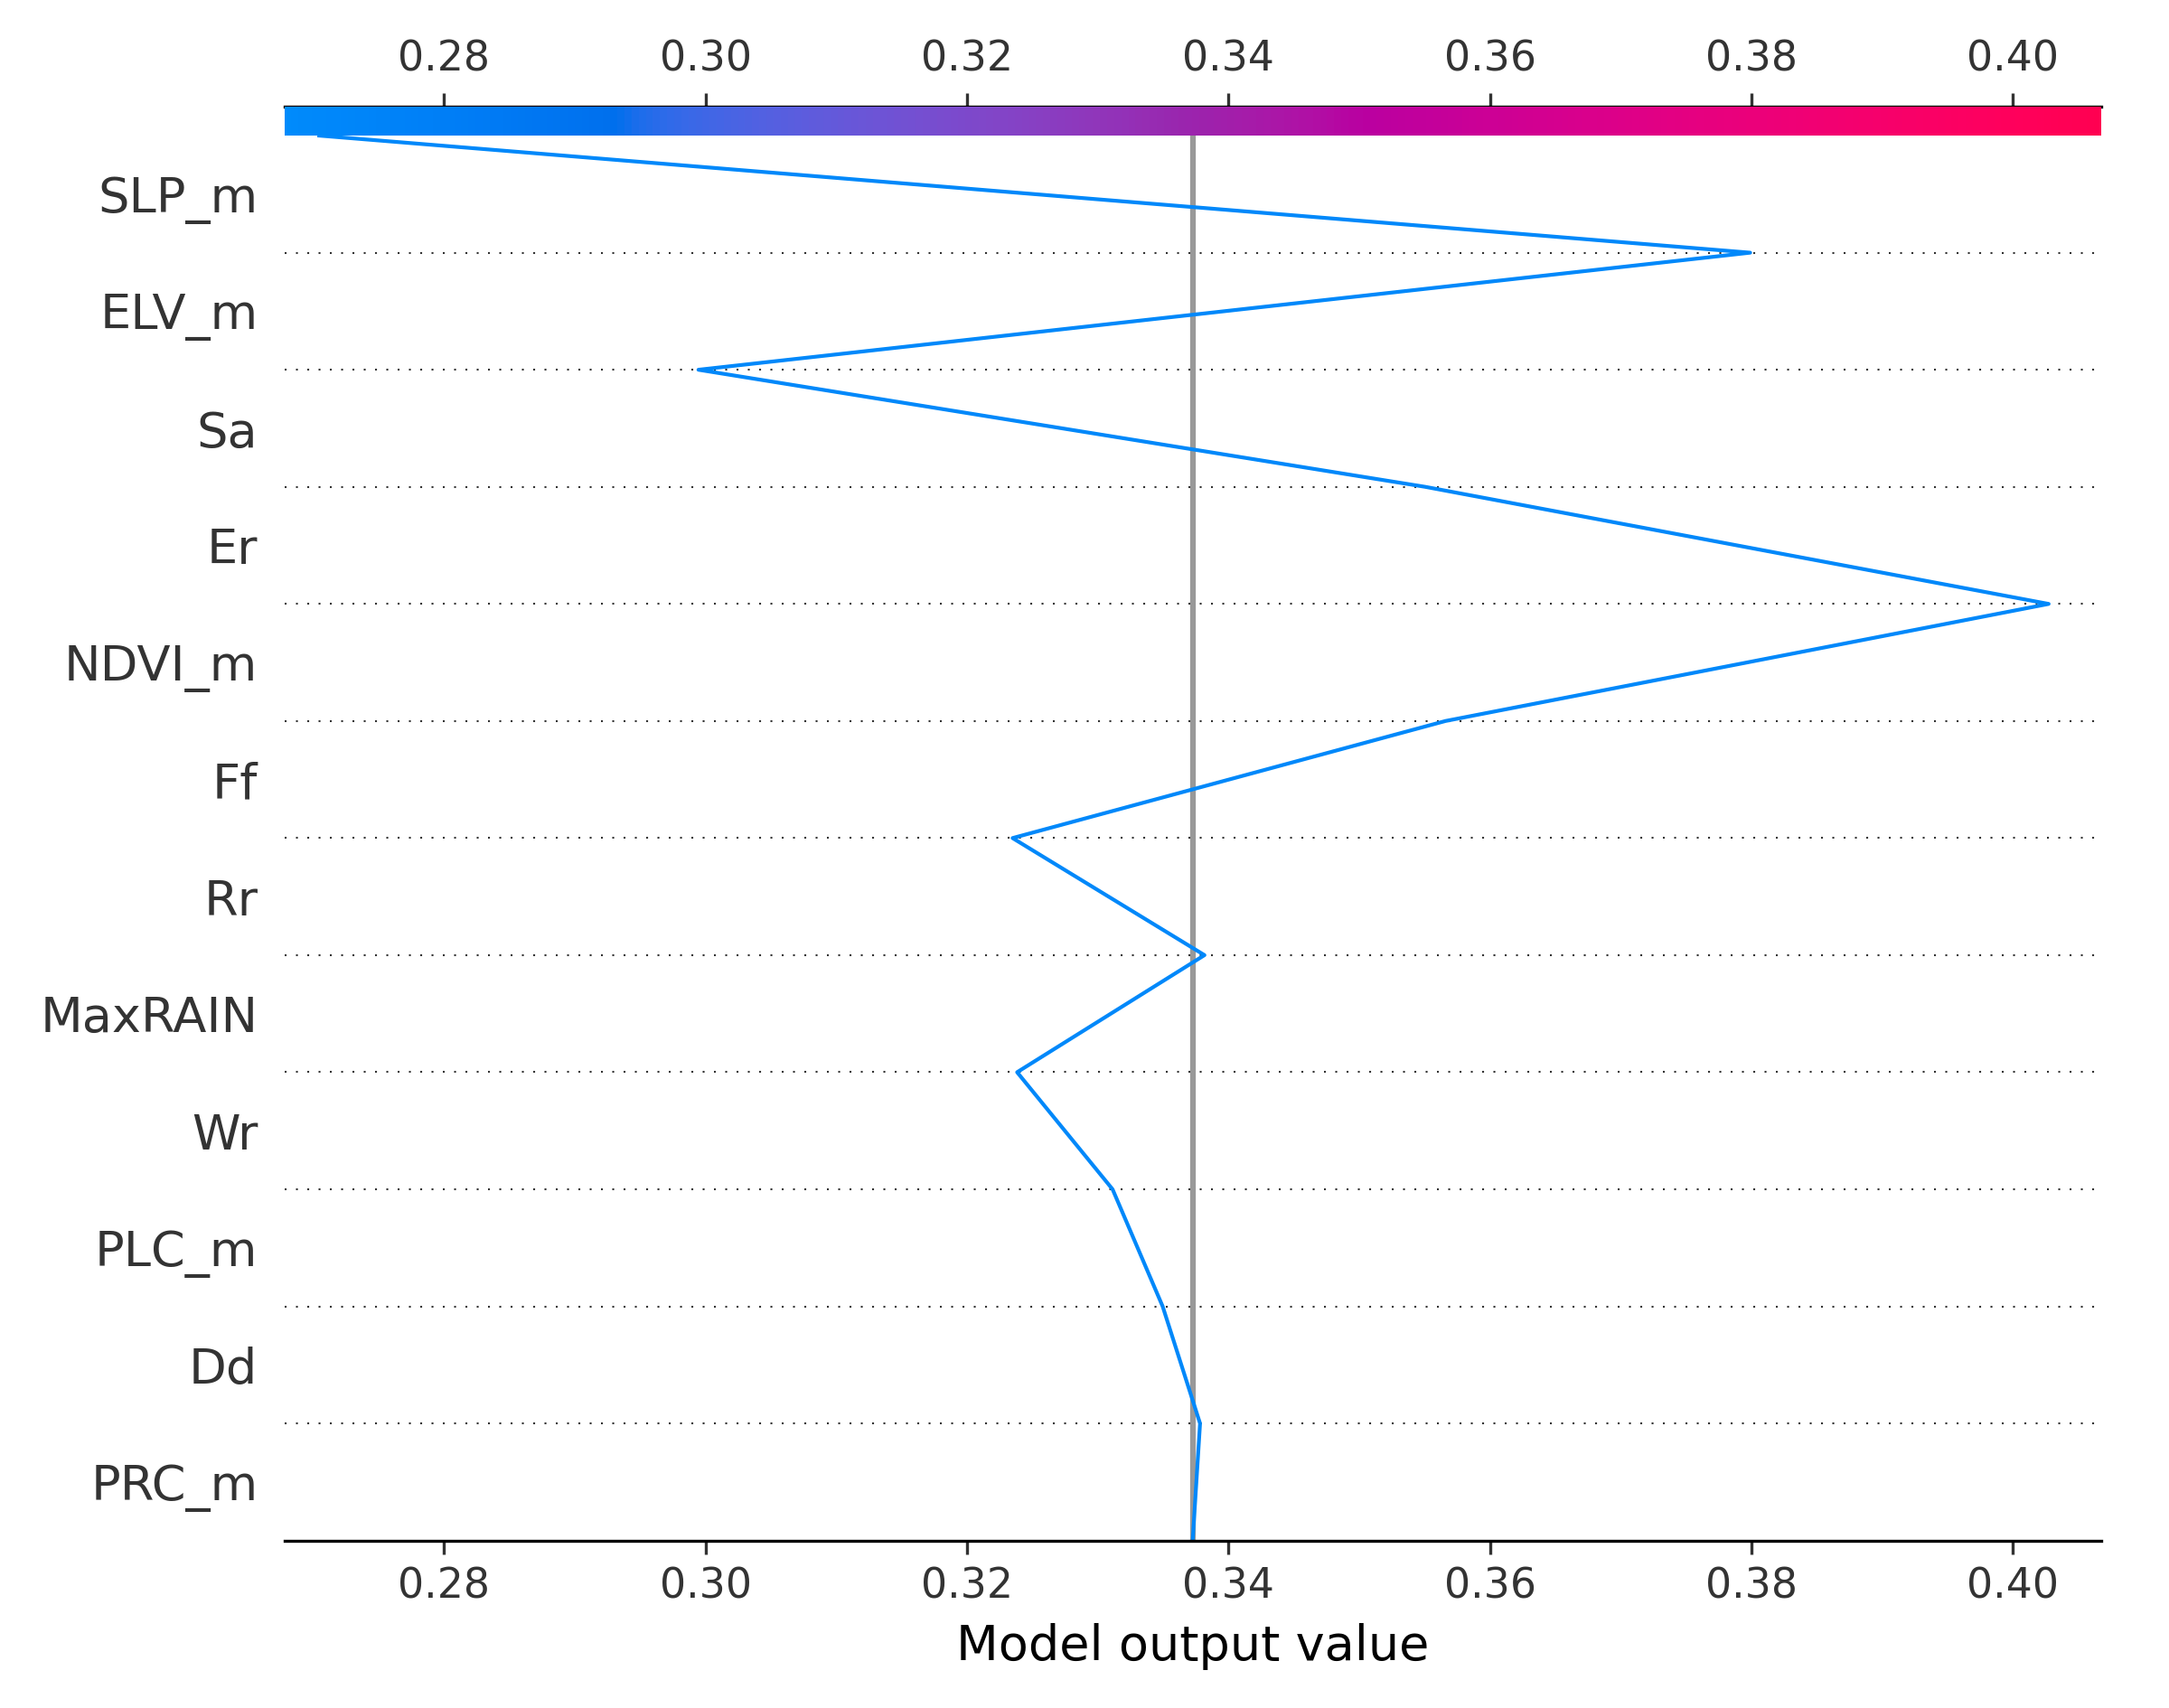 0.28 0.30 0.32 0.34 0.36 0.38 0.40
SLP_m
ELV_m
Sa
Er
NDVI_m
Ff
Rr
MaxRAIN
Wr
PLC_m
Dd
PRC_m
0.28 0.30 0.32 0.34 0.36 0.38 0.40
Model output value